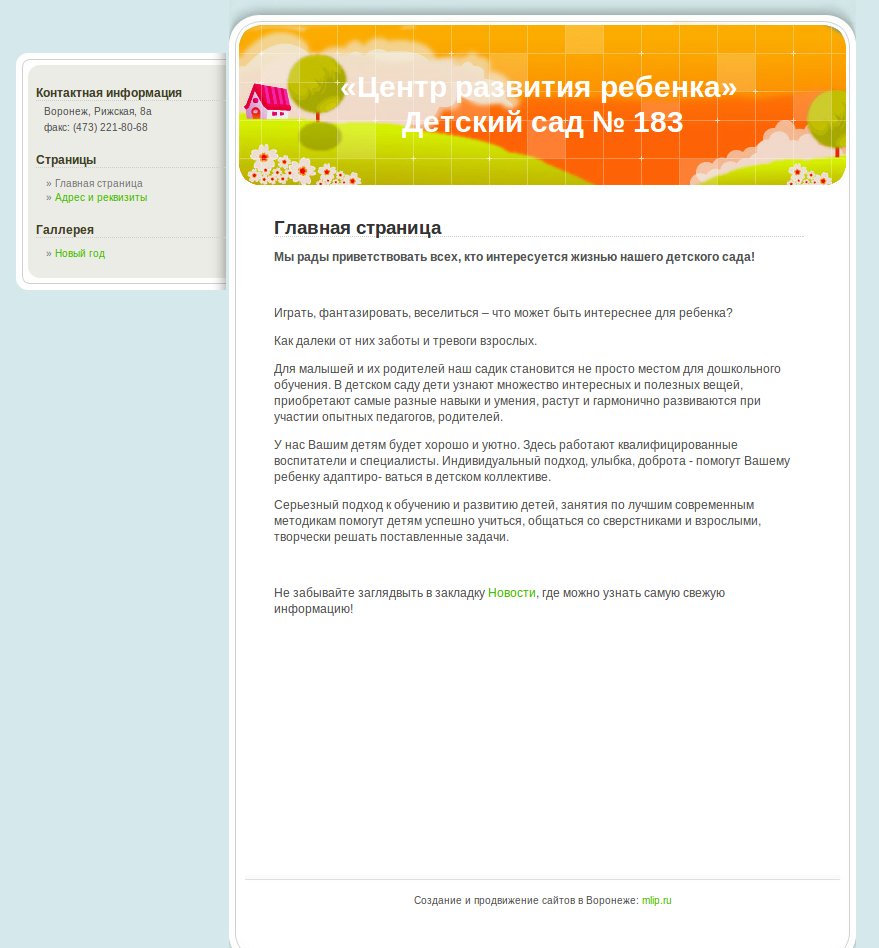 «Центр развития ребенка»
Детский сад № 183
Контактная информация
Воронеж, Рижская, 8а
факс: (473) 221-80-68
Страницы
» Главная страница
» Адрес и реквизиты
Галлерея
» Новый год
Главная страница
Мы рады приветствовать всех, кто интересуется жизнью нашего детского сада!
Играть, фантазировать, веселиться – что может быть интереснее для ребенка?
Как далеки от них заботы и тревоги взрослых.
Для малышей и их родителей наш садик становится не просто местом для дошкольного
обучения. В детском саду дети узнают множество интересных и полезных вещей,
приобретают самые разные навыки и умения, растут и гармонично развиваются при
участии опытных педагогов, родителей.
У нас Вашим детям будет хорошо и уютно. Здесь работают квалифицированные
воспитатели и специалисты. Индивидуальный подход, улыбка, доброта - помогут Вашему
ребенку адаптиро- ваться в детском коллективе.
Серьезный подход к обучению и развитию детей, занятия по лучшим современным
методикам помогут детям успешно учиться, общаться со сверстниками и взрослыми,
творчески решать поставленные задачи.
Не забывайте заглядвыть в закладку Новости, где можно узнать самую свежую
информацию!
Создание и продвижение сайтов в Воронеже: mlip.ru